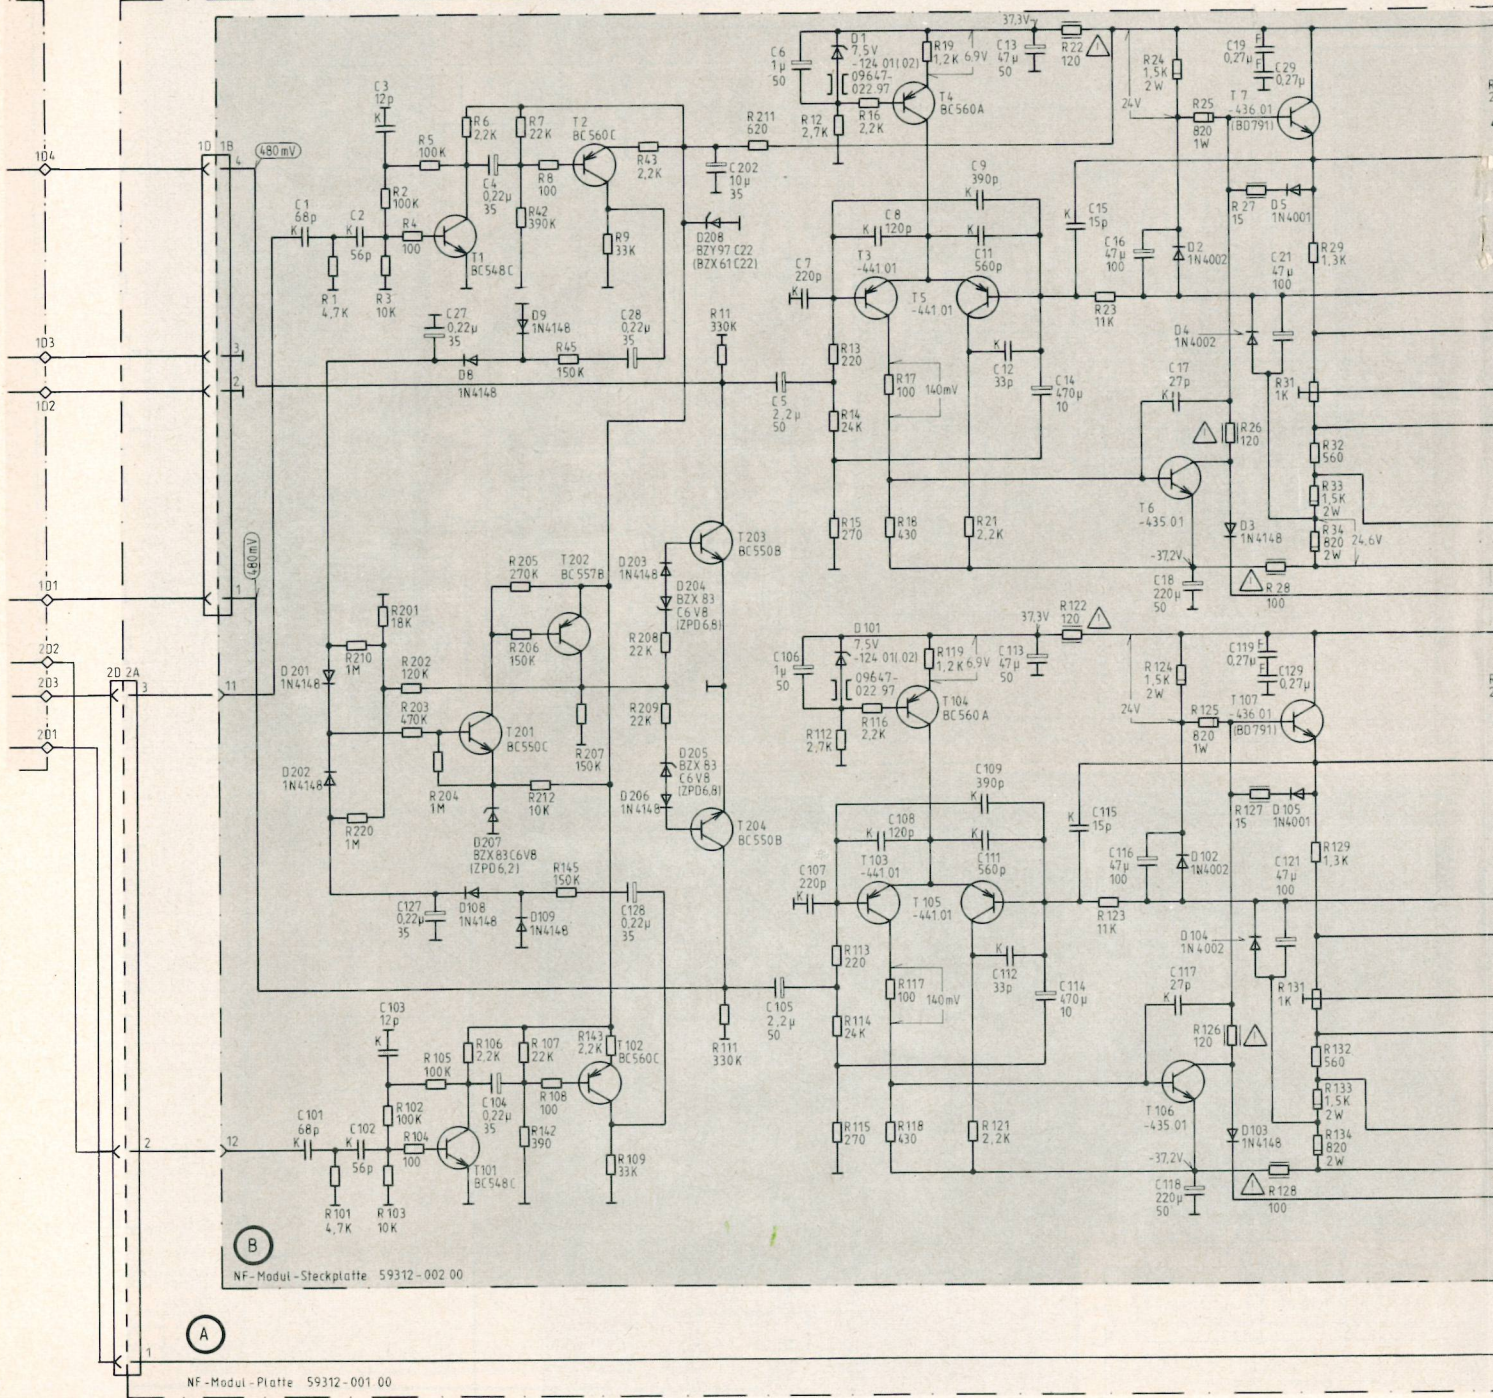 1D4
1D3
1D2
1D1
2D2
2D3
2D1
1D 1B
4
3
2
1
480 mV
480 mV
2D 2A
3
11
2
12
1
C3
12p
K
R5
100K
R6
2,2K
R7
22K
T2
BC560C
R43
2,2K
R211
620
C202
10µ
35
C4
0,22µ
35
R8
100
R42
390K
R9
33K
R2
100K
C1
68p
K
C2
56p
K
R4
100
T1
BC548C
R1
4,7K
R3
10K
D208
BZY97 C22
(BZX61 C22)
C27
0,22µ
35
D9
1N4148
C28
0,22µ
35
R45
150K
D8
1N4148
R11
330K
C5
2,2µ
50
C6
1µ
50
D1
7,5V
-124 01(.02)
09647-
022.97
R12
2,7K
R16
2,2K
R19
1,2K
6,9V
T4
BC560A
37,3V
C13
47µ
50
R22
120
24V
R24
1,5K
2W
C19
0,27µ
F
C29
0,27µ
F
R25
820
1W
T7
-436.01
(BD791)
R27
15
D5
1N4001
C9
390p
K
C8
120p
K
C11
560p
K
C7
220p
K
T3
-441.01
T5
-441.01
C15
15p
K
C16
47µ
100
D2
1N4002
C21
47µ
100
R29
1,3K
R23
11K
D4
1N4002
R31
1K
R13
220
R14
24K
R17
100
140mV
C12
33p
K
C14
470µ
10
C17
27p
K
R26
120
R32
560
R33
1,5K
2W
R34
820
2W
24,6V
T6
-435.01
D3
1N4148
-37,2V
C18
220µ
50
R28
100
R15
270
R18
430
R21
2,2K
T203
BC550B
R205
270K
T202
BC557B
D203
1N4148
D204
BZX 83
C6 V8
(ZPD6,8)
R208
22K
R206
150K
R201
18K
R210
1M
R202
120K
D201
1N4148
R203
470K
T201
BC550C
R207
150K
R209
22K
D205
BZX 83
C6 V8
(ZPD6,8)
D202
1N4148
R204
1M
R212
10K
D206
1N4148
T204
BC550B
R220
1M
D207
BZX83C6V8
(ZPD6,2)
R145
150K
C127
0,22µ
35
D108
1N4148
D109
1N4148
C128
0,22µ
35
R111
330K
C105
2,2µ
50
C103
12p
K
R105
100K
R106
2,2K
R107
22K
R143
2,2K
T102
BC560C
C104
0,22µ
35
R108
100
R142
390
R109
33K
R102
100K
C101
68p
K
C102
56p
K
R104
100
T101
BC548C
R101
4,7K
R103
10K
C106
1µ
50
D101
7,5V
-124 01(.02)
09647-
022 97
R112
2,7K
R116
2,2K
R119
1,2K
6,9V
T104
BC560A
37,3V
C113
47µ
50
R122
120
24V
R124
1,5K
2W
C119
0,27µ
F
C129
0,27µ
F
R125
820
1W
T107
-436.01
(BD791)
R127
15
D105
1N4001
C109
390p
K
C108
120p
K
C111
560p
K
C107
220p
K
T103
-441.01
T105
-441.01
C115
15p
K
C116
47µ
100
D102
1N4002
C121
47µ
100
R129
1,3K
R123
11K
D104
1N4002
R131
1K
R113
220
R114
24K
R117
100
140mV
C112
33p
K
C114
470µ
10
C117
27p
K
R126
120
R132
560
R133
1,5K
2W
R134
820
2W
T106
-435.01
D103
1N4148
-37,2V
C118
220µ
50
R128
100
R115
270
R118
430
R121
2,2K
B
NF-Modul-Steckplatte 59312-002 00
A
NF-Modul-Platte 59312-001 00